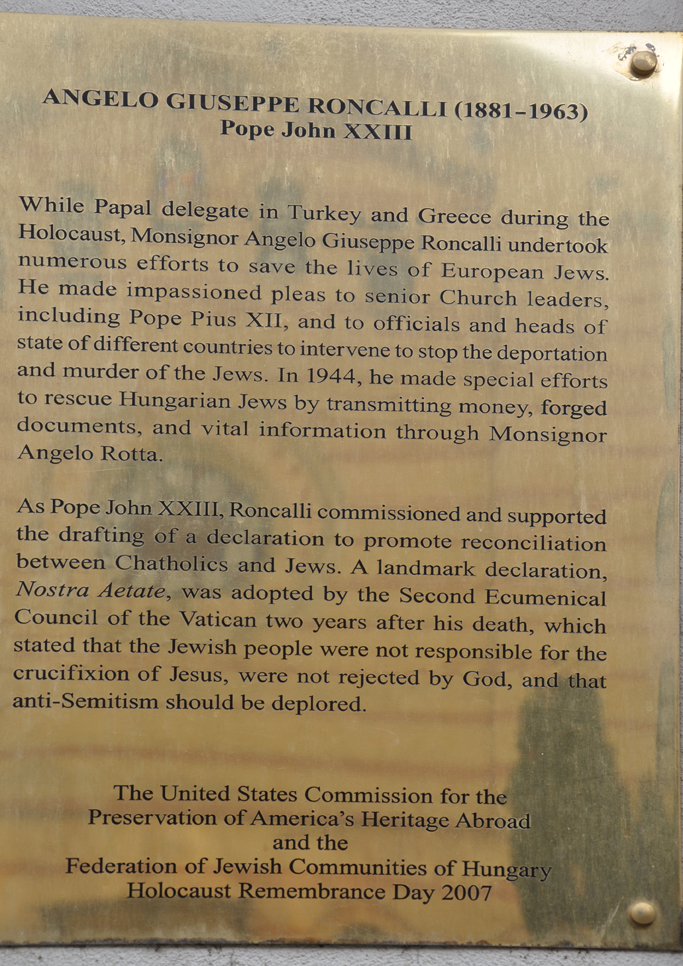 ANGELO GIUSEPPE RONCALLI (1881–1963)
Pope John XXIII
While Papal delegate in Turkey and Greece during the
Holocaust, Monsignor Angelo Giuseppe Roncalli undertook
numerous efforts to save the lives of European Jews.
He made impassioned pleas to senior Church leaders,
including Pope Pius XII, and to officials and heads of
state of different countries to intervene to stop the deportation
and murder of the Jews. In 1944, he made special efforts
to rescue Hungarian Jews by transmitting money, forged
documents, and vital information through Monsignor
Angelo Rotta.
As Pope John XXIII, Roncalli commissioned and supported
the drafting of a declaration to promote reconciliation
between Chatholics and Jews. A landmark declaration,
Nostra Aetate, was adopted by the Second Ecumenical
Council of the Vatican two years after his death, which
stated that the Jewish people were not responsible for the
crucifixion of Jesus, were not rejected by God, and that
anti-Semitism should be deplored.
The United States Commission for the
Preservation of America's Heritage Abroad
and the
Federation of Jewish Communities of Hungary
Holocaust Remembrance Day 2007